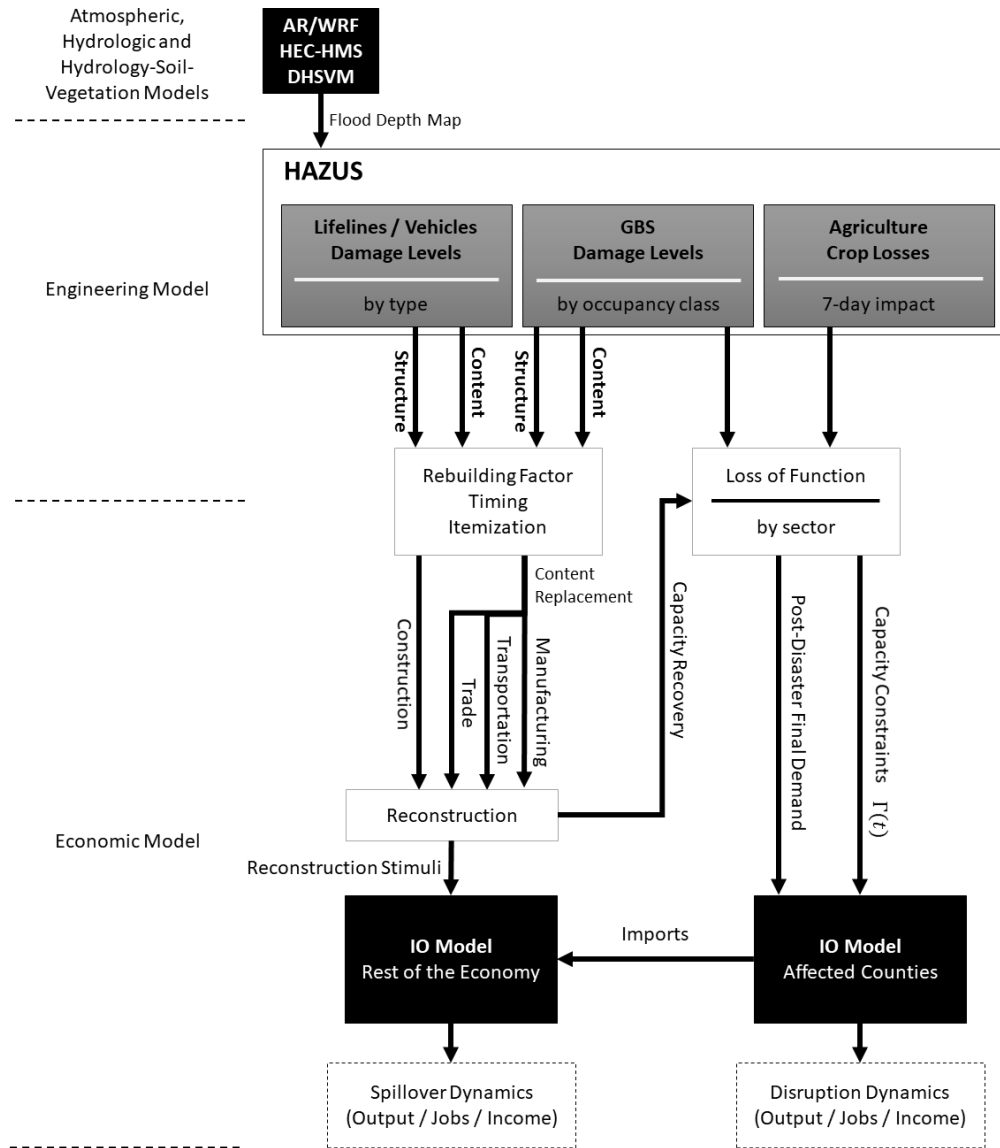 Atmospheric,
Hydrologic and
Hydrology-Soil-
Vegetation Models
AR/WRF
HEC-HMS
DHSVM
Flood Depth Map
HAZUS
Engineering Model
Lifelines / Vehicles
Damage Levels
by type
GBS
Damage Levels
by occupancy class
Agriculture
Crop Losses
7-day impact
Structure
Content
Structure
Content
Rebuilding Factor
Timing
Itemization
Loss of Function
by sector
Content
Replacement
Construction
Trade
Transportation
Manufacturing
Capacity Recovery
Post-Disaster Final Demand
Capacity Constraints Γ(t)
Economic Model
Reconstruction
Reconstruction Stimuli
IO Model
Rest of the Economy
Imports
IO Model
Affected Counties
Spillover Dynamics
(Output / Jobs / Income)
Disruption Dynamics
(Output / Jobs / Income)